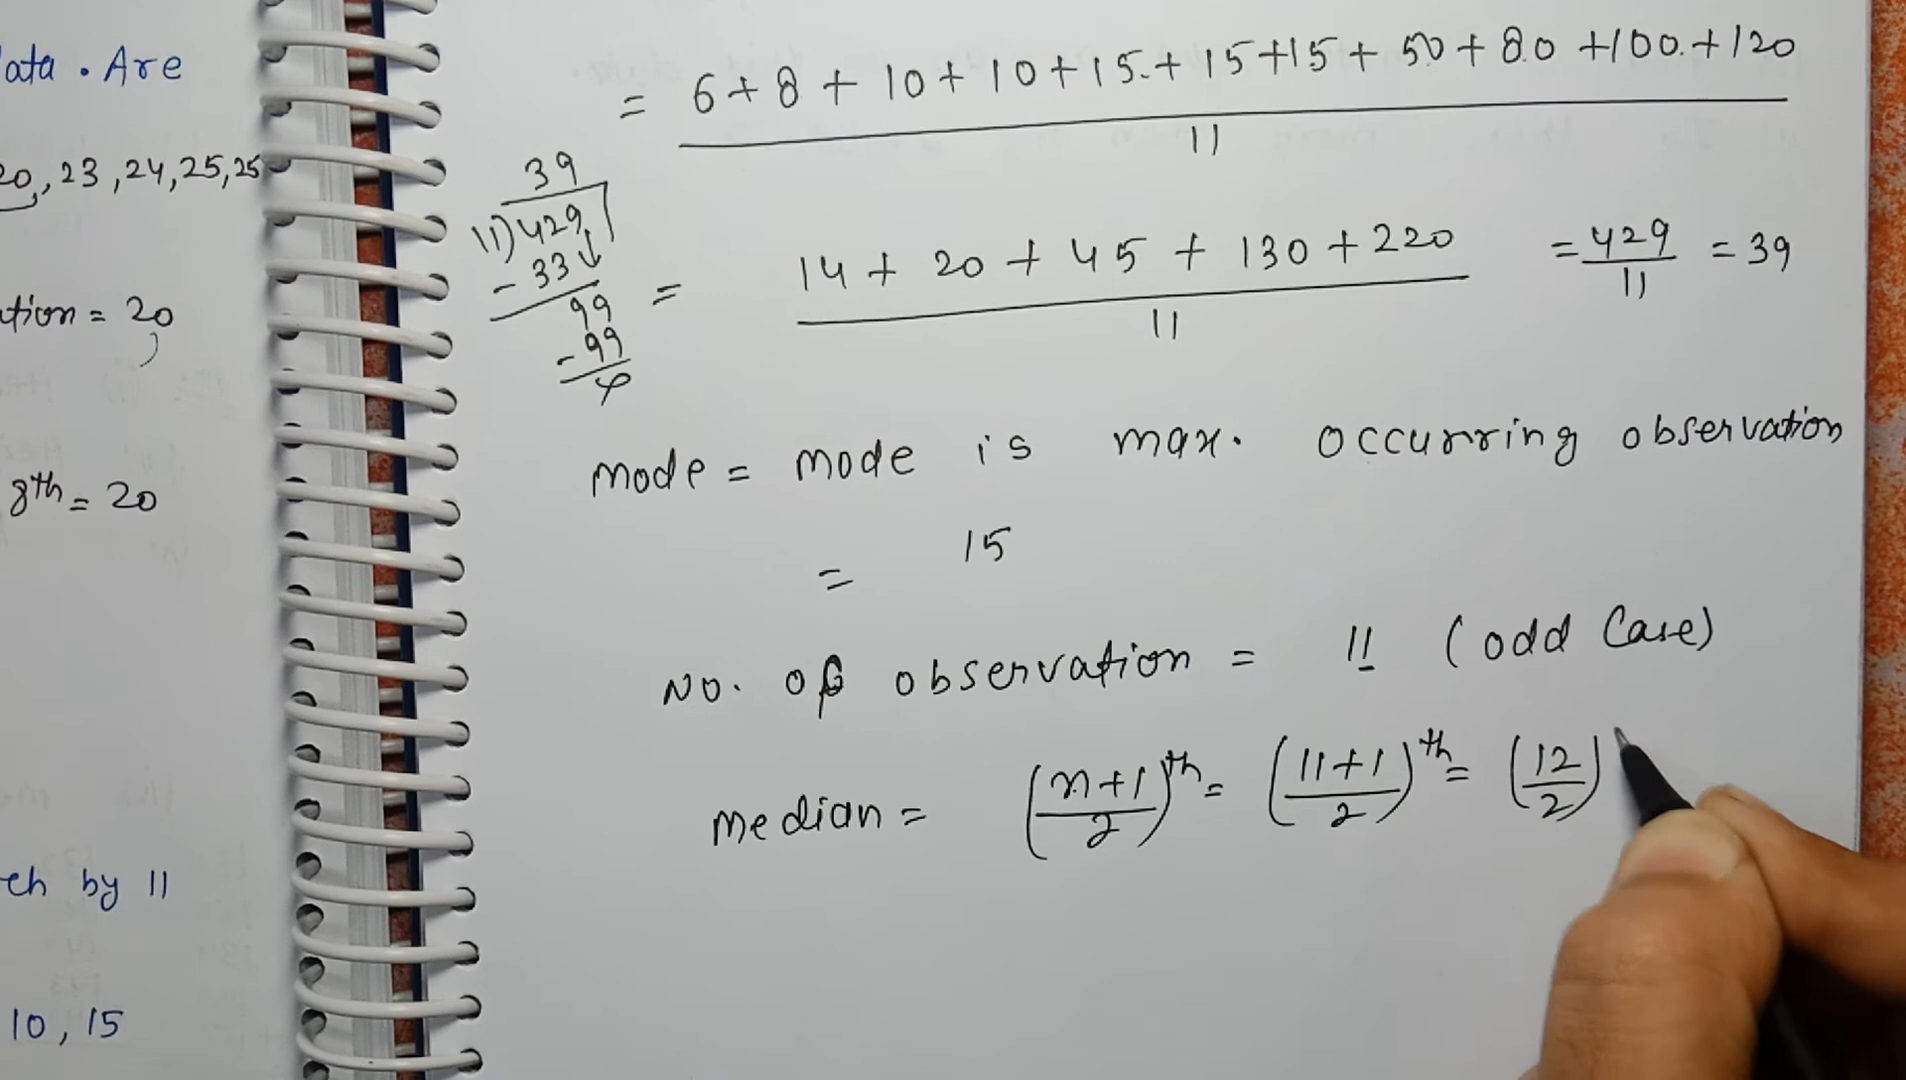 ata . Are
20, 23, 24, 25, 25
tion = 20
8th = 20
ch by 11
10, 15
= 6 + 8 + 10 + 10 + 15 + 15 + 15 + 50 + 80 + 100 + 120
11
39
11)429
- 33
99
- 99
= 14 + 20 + 45 + 130 + 220 = 429 = 39
11 11
mode = mode is max. occurring observation
= 15
No. of observation = 11 (odd Case)
median = (n+1/2)th = (11+1/2)th = (12/2)